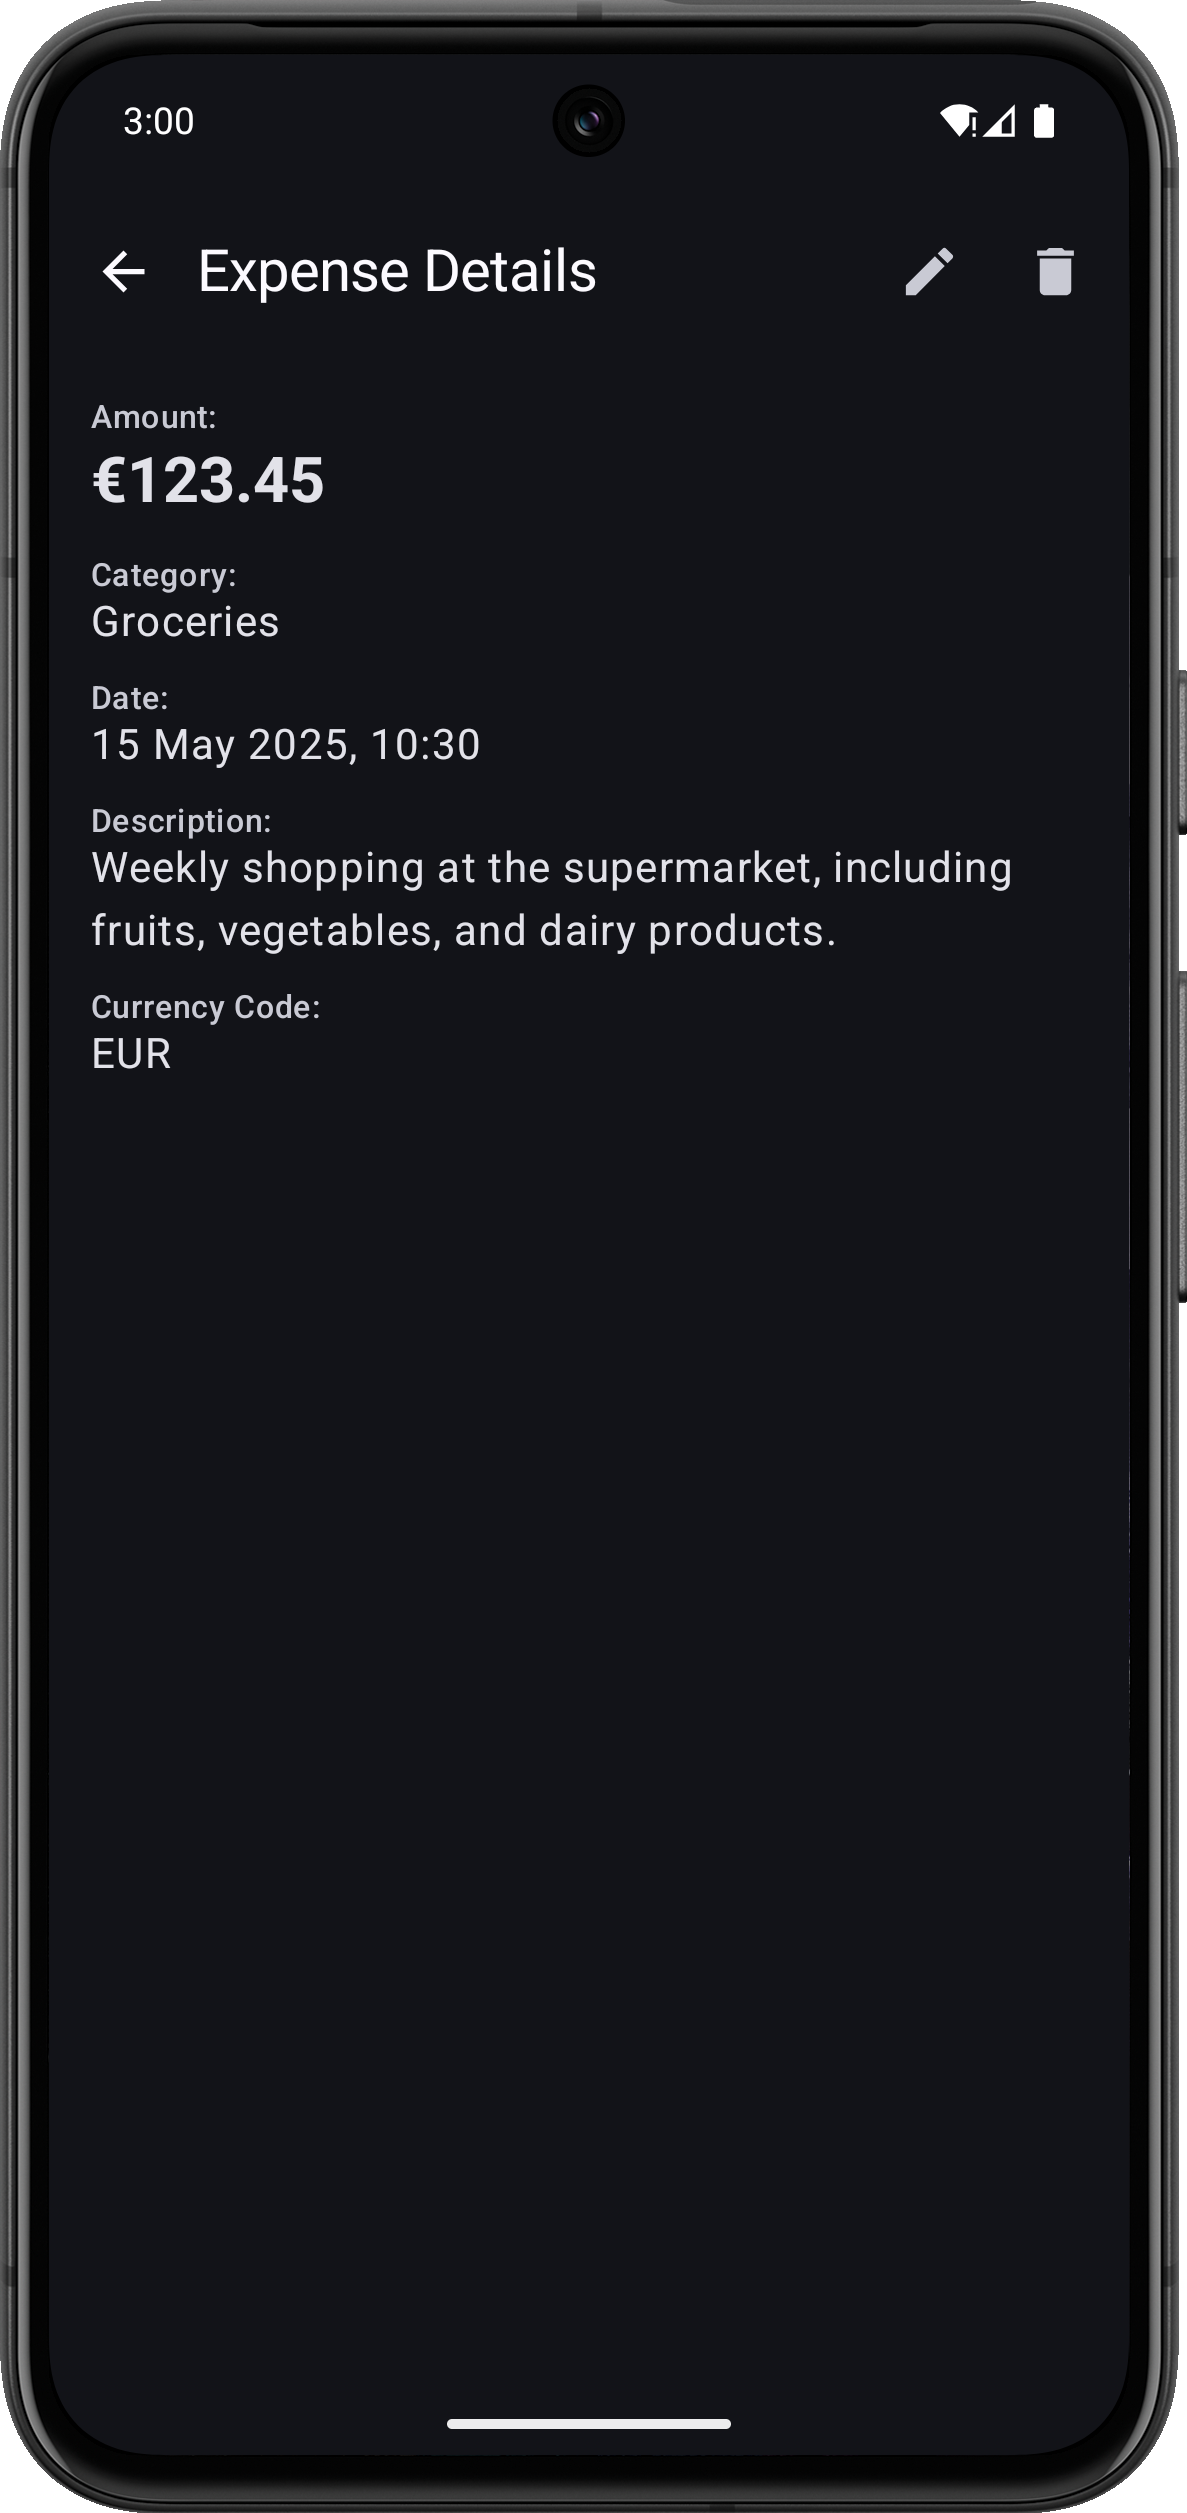 3:00
Expense Details
Amount:
€123.45
Category:
Groceries
Date:
15 May 2025, 10:30
Description:
Weekly shopping at the supermarket, including
fruits, vegetables, and dairy products.
Currency Code:
EUR